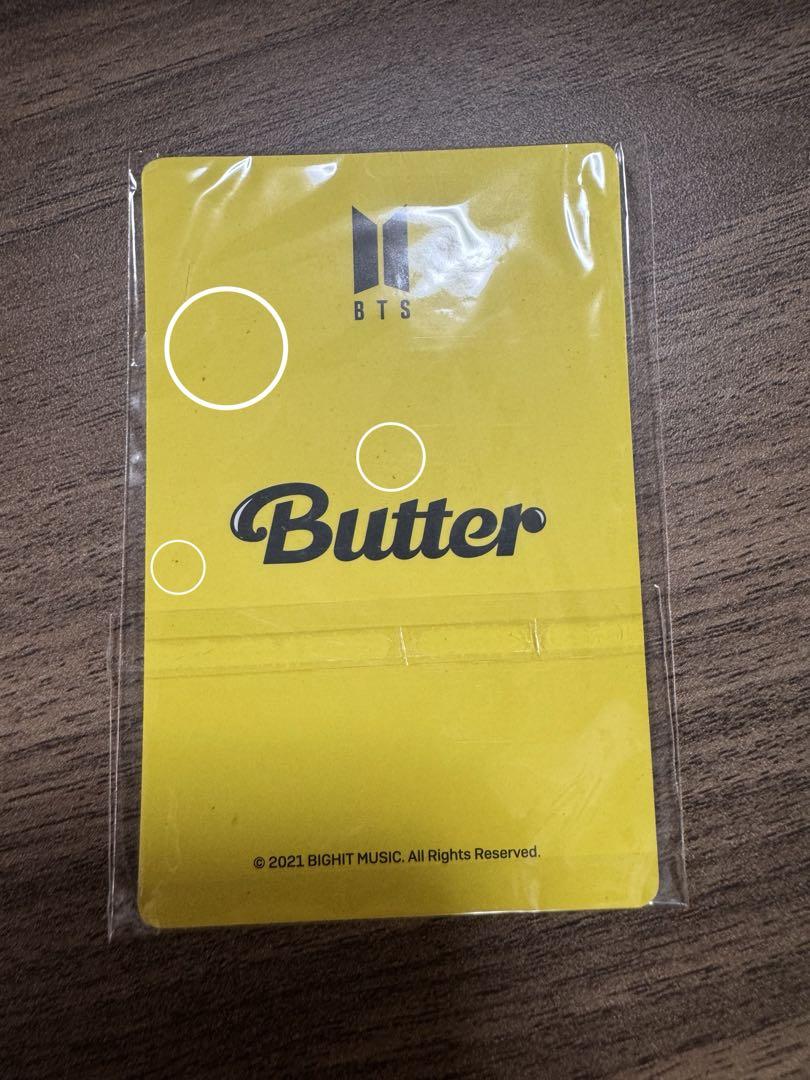 BTS
Butter
© 2021 BIGHIT MUSIC. All Rights Reserved.